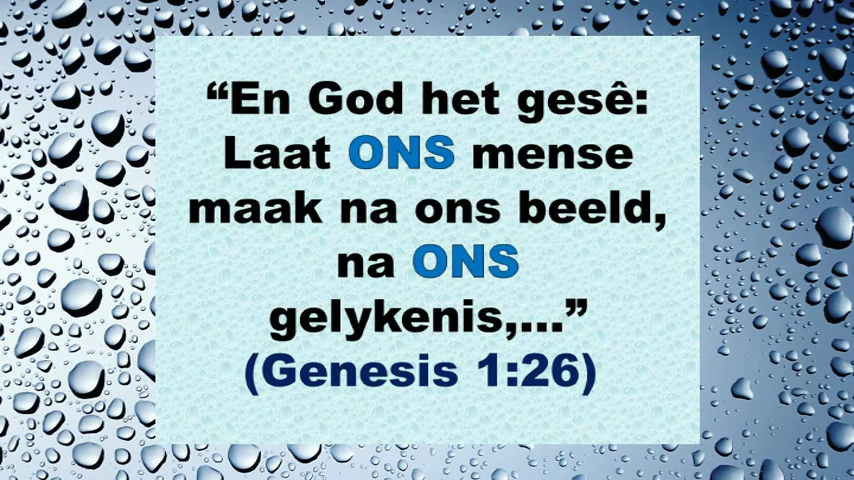 “En God het gesê:
Laat ONS mense
maak na ons beeld,
na ONS
gelykenis,...”
(Genesis 1:26)